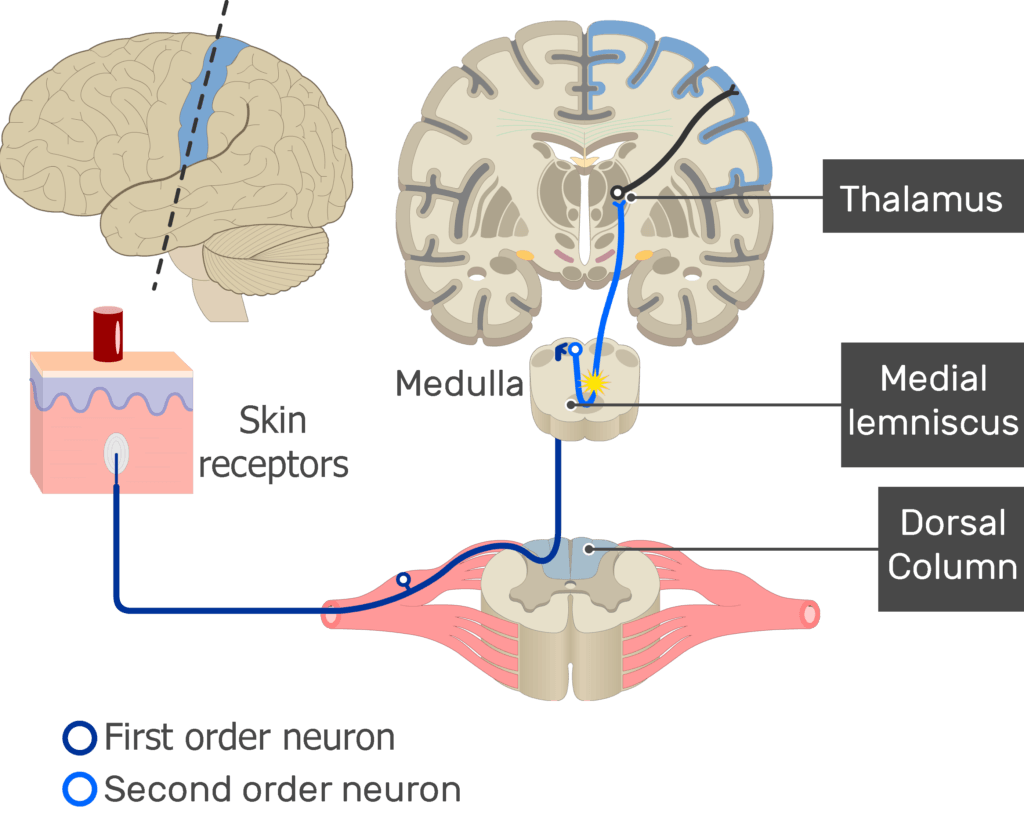 Thalamus
Medulla
Medial
lemniscus
Skin
receptors
Dorsal
Column
First order neuron
Second order neuron